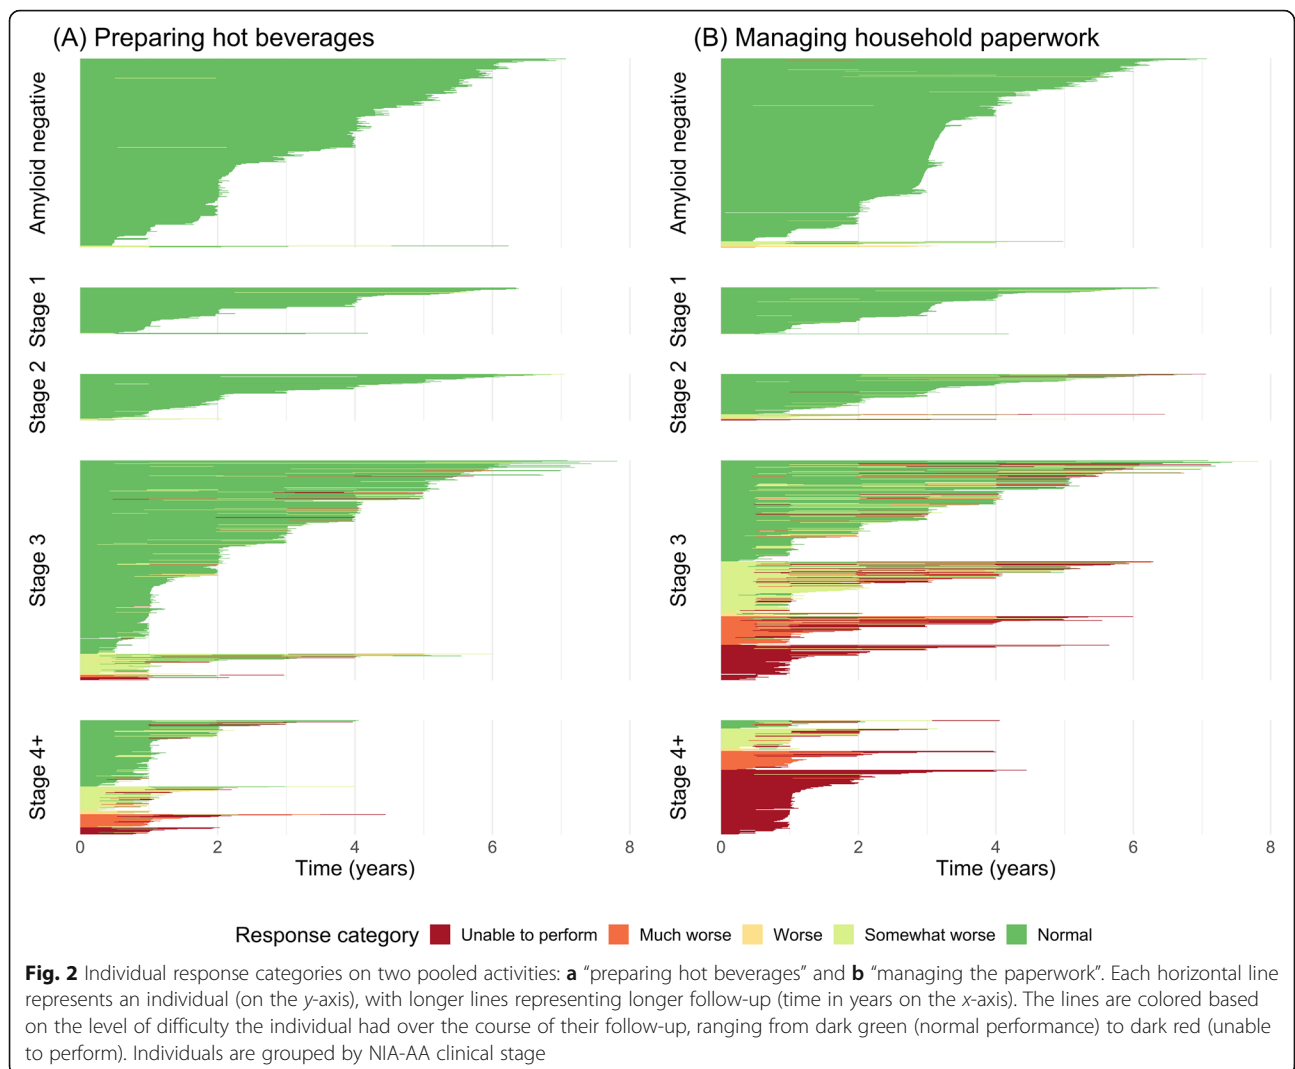 (A) Preparing hot beverages
(B) Managing household paperwork
Amyloid negative
Stage 1
Stage 2
Stage 3
Stage 4+
0 2 4 6 8
Time (years)
Amyloid negative
Stage 1
Stage 2
Stage 3
Stage 4+
0 2 4 6 8
Time (years)
Response category Unable to perform Much worse Worse Somewhat worse Normal
Fig. 2 Individual response categories on two pooled activities: a “preparing hot beverages” and b “managing the paperwork”. Each horizontal line
represents an individual (on the y-axis), with longer lines representing longer follow-up (time in years on the x-axis). The lines are colored based
on the level of difficulty the individual had over the course of their follow-up, ranging from dark green (normal performance) to dark red (unable
to perform). Individuals are grouped by NIA-AA clinical stage